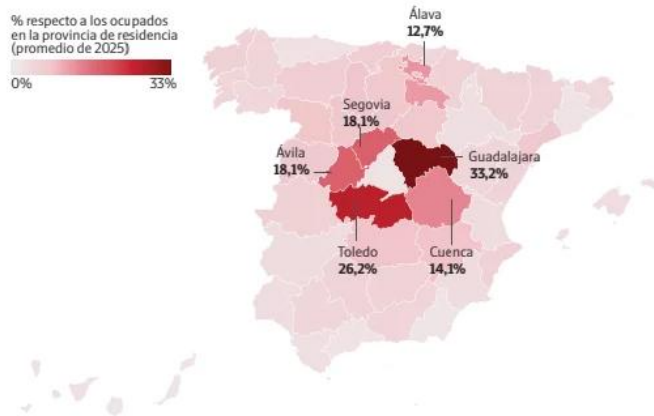 % respecto a los ocupados
en la provincia de residencia
(promedio de 2025)
0%
33%
Álava
12,7%
Segovia
18,1%
Ávila
18,1%
Guadalajara
33,2%
Toledo
26,2%
Cuenca
14,1%